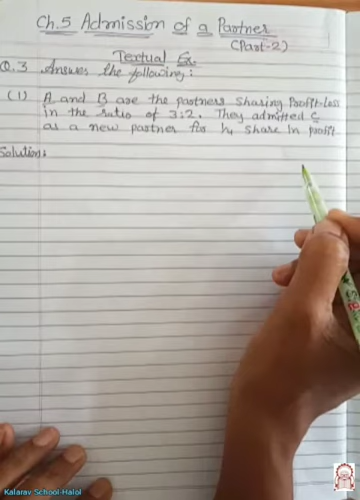 Ch.5 Admission of a Partner
(Part-2)
Textual Ex.
Q.3 Answer the following:
(1) A and B are the partners sharing Profit-Loss
in the ratio of 3:2. They admitted C
as a new partner for 1/4 share in profit
Solution:
Kalarav School-Halol